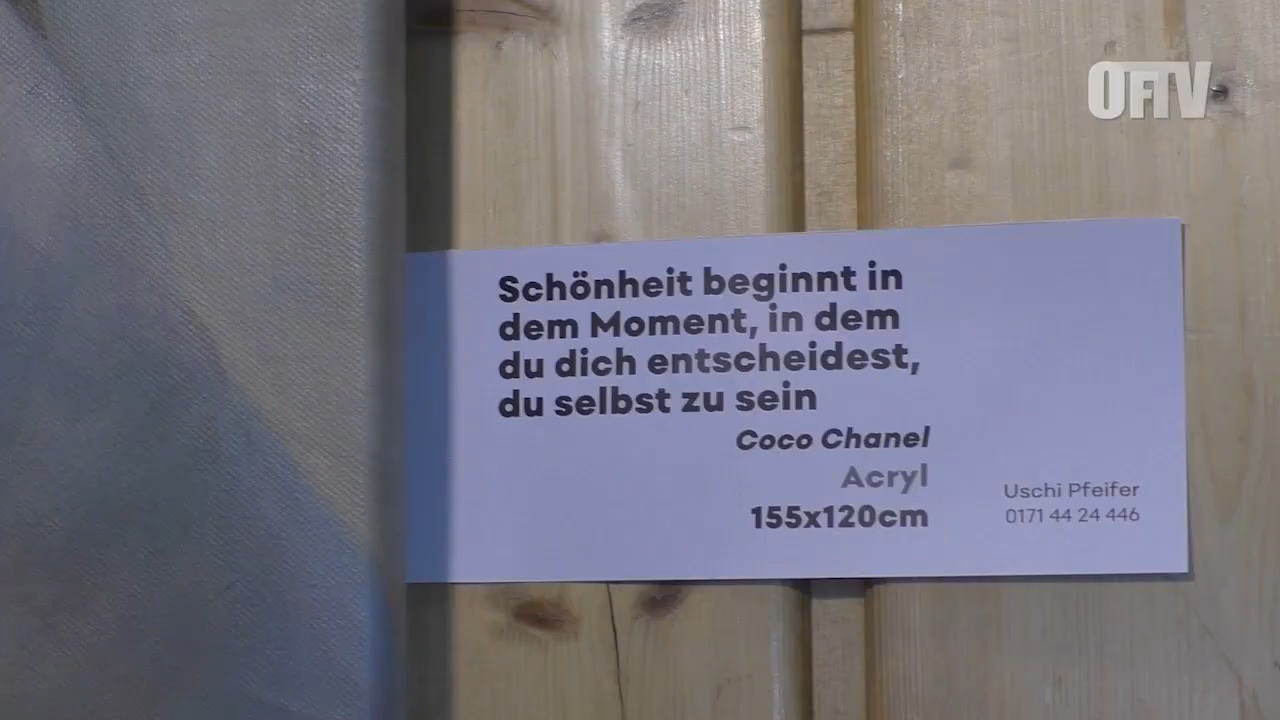 OFTV
Schönheit beginnt in
dem Moment, in dem
du dich entscheidest,
du selbst zu sein
Coco Chanel
Acryl
155x120cm
Uschi Pfeifer
0171 44 24 446